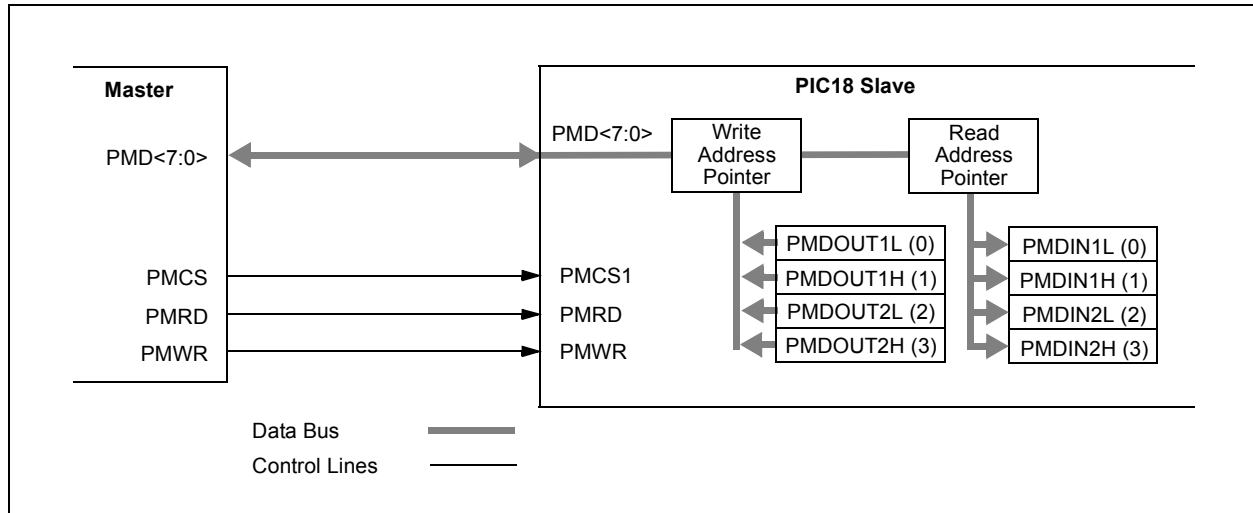 Master
PMD<7:0>
PMCS
PMRD
PMWR
PIC18 Slave
PMD<7:0>
PMCS1
PMRD
PMWR
Write
Address
Pointer
Read
Address
Pointer
PMDOUT1L (0)
PMDOUT1H (1)
PMDOUT2L (2)
PMDOUT2H (3)
PMDIN1L (0)
PMDIN1H (1)
PMDIN2L (2)
PMDIN2H (3)
Data Bus
Control Lines